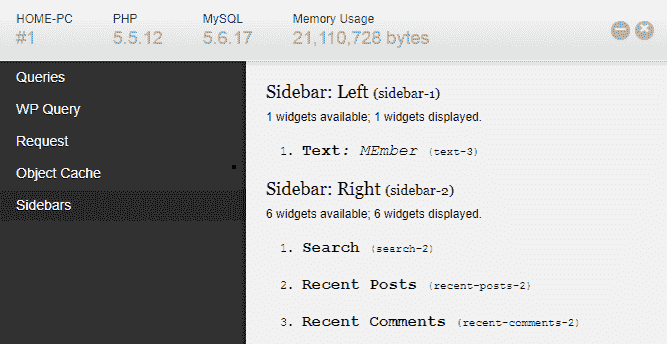 HOME-PC PHP MySQL Memory Usage
#1 5.5.12 5.6.17 21,110,728 bytes
Queries
WP Query
Request
Object Cache
Sidebars
Sidebar: Left (sidebar-1)
1 widgets available; 1 widgets displayed.
1. Text: MEmber (text-3)
Sidebar: Right (sidebar-2)
6 widgets available; 6 widgets displayed.
1. Search (search-2)
2. Recent Posts (recent-posts-2)
3. Recent Comments (recent-comments-2)